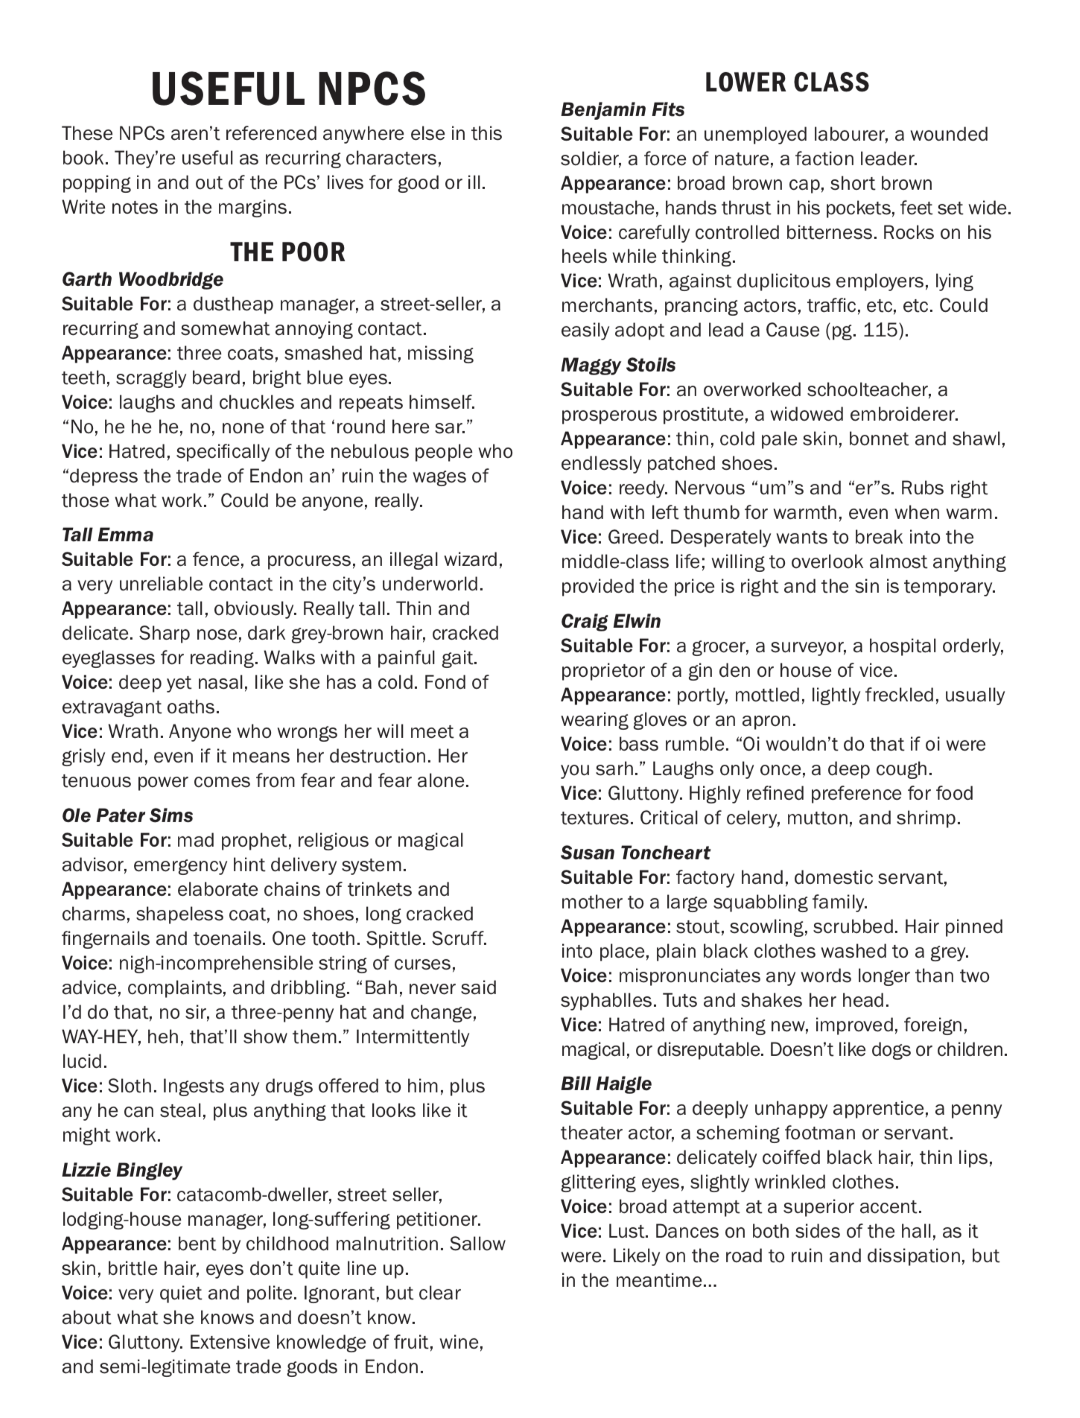 USEFUL NPCS
These NPCs aren’t referenced anywhere else in this
book. They’re useful as recurring characters,
popping in and out of the PCs’ lives for good or ill.
Write notes in the margins.
THE POOR
Garth Woodbridge
Suitable For: a dustheap manager, a street-seller, a
recurring and somewhat annoying contact.
Appearance: three coats, smashed hat, missing
teeth, scraggly beard, bright blue eyes.
Voice: laughs and chuckles and repeats himself.
“No, he he he, no, none of that ‘round here sar.”
Vice: Hatred, specifically of the nebulous people who
“depress the trade of Endon an’ ruin the wages of
those what work.” Could be anyone, really.
Tall Emma
Suitable For: a fence, a procuress, an illegal wizard,
a very unreliable contact in the city’s underworld.
Appearance: tall, obviously. Really tall. Thin and
delicate. Sharp nose, dark grey-brown hair, cracked
eyeglasses for reading. Walks with a painful gait.
Voice: deep yet nasal, like she has a cold. Fond of
extravagant oaths.
Vice: Wrath. Anyone who wrongs her will meet a
grisly end, even if it means her destruction. Her
tenuous power comes from fear and fear alone.
Ole Pater Sims
Suitable For: mad prophet, religious or magical
advisor, emergency hint delivery system.
Appearance: elaborate chains of trinkets and
charms, shapeless coat, no shoes, long cracked
fingernails and toenails. One tooth. Spittle. Scruff.
Voice: nigh-incomprehensible string of curses,
advice, complaints, and dribbling. “Bah, never said
I’d do that, no sir, a three-penny hat and change,
WAY-HEY, heh, that’ll show them.” Intermittently
lucid.
Vice: Sloth. Ingests any drugs offered to him, plus
any he can steal, plus anything that looks like it
might work.
Lizzie Bingley
Suitable For: catacomb-dweller, street seller,
lodging-house manager, long-suffering petitioner.
Appearance: bent by childhood malnutrition. Sallow
skin, brittle hair, eyes don’t quite line up.
Voice: very quiet and polite. Ignorant, but clear
about what she knows and doesn’t know.
Vice: Gluttony. Extensive knowledge of fruit, wine,
and semi-legitimate trade goods in Endon.
LOWER CLASS
Benjamin Fits
Suitable For: an unemployed labourer, a wounded
soldier, a force of nature, a faction leader.
Appearance: broad brown cap, short brown
moustache, hands thrust in his pockets, feet set wide.
Voice: carefully controlled bitterness. Rocks on his
heels while thinking.
Vice: Wrath, against duplicitous employers, lying
merchants, prancing actors, traffic, etc, etc. Could
easily adopt and lead a Cause (pg. 115).
Maggy Stoils
Suitable For: an overworked schoolteacher, a
prosperous prostitute, a widowed embroiderer.
Appearance: thin, cold pale skin, bonnet and shawl,
endlessly patched shoes.
Voice: reedy. Nervous “um”s and “er”s. Rubs right
hand with left thumb for warmth, even when warm.
Vice: Greed. Desperately wants to break into the
middle-class life; willing to overlook almost anything
provided the price is right and the sin is temporary.
Craig Elwin
Suitable For: a grocer, a surveyor, a hospital orderly,
proprietor of a gin den or house of vice.
Appearance: portly, mottled, lightly freckled, usually
wearing gloves or an apron.
Voice: bass rumble. “Oi wouldn’t do that if oi were
you sarh.” Laughs only once, a deep cough.
Vice: Gluttony. Highly refined preference for food
textures. Critical of celery, mutton, and shrimp.
Susan Toncheart
Suitable For: factory hand, domestic servant,
mother to a large squabbling family.
Appearance: stout, scowling, scrubbed. Hair pinned
into place, plain black clothes washed to a grey.
Voice: mispronunciates any words longer than two
syphablles. Tuts and shakes her head.
Vice: Hatred of anything new, improved, foreign,
magical, or disreputable. Doesn’t like dogs or children.
Bill Haigle
Suitable For: a deeply unhappy apprentice, a penny
theater actor, a scheming footman or servant.
Appearance: delicately coiffed black hair, thin lips,
glittering eyes, slightly wrinkled clothes.
Voice: broad attempt at a superior accent.
Vice: Lust. Dances on both sides of the hall, as it
were. Likely on the road to ruin and dissipation, but
in the meantime...